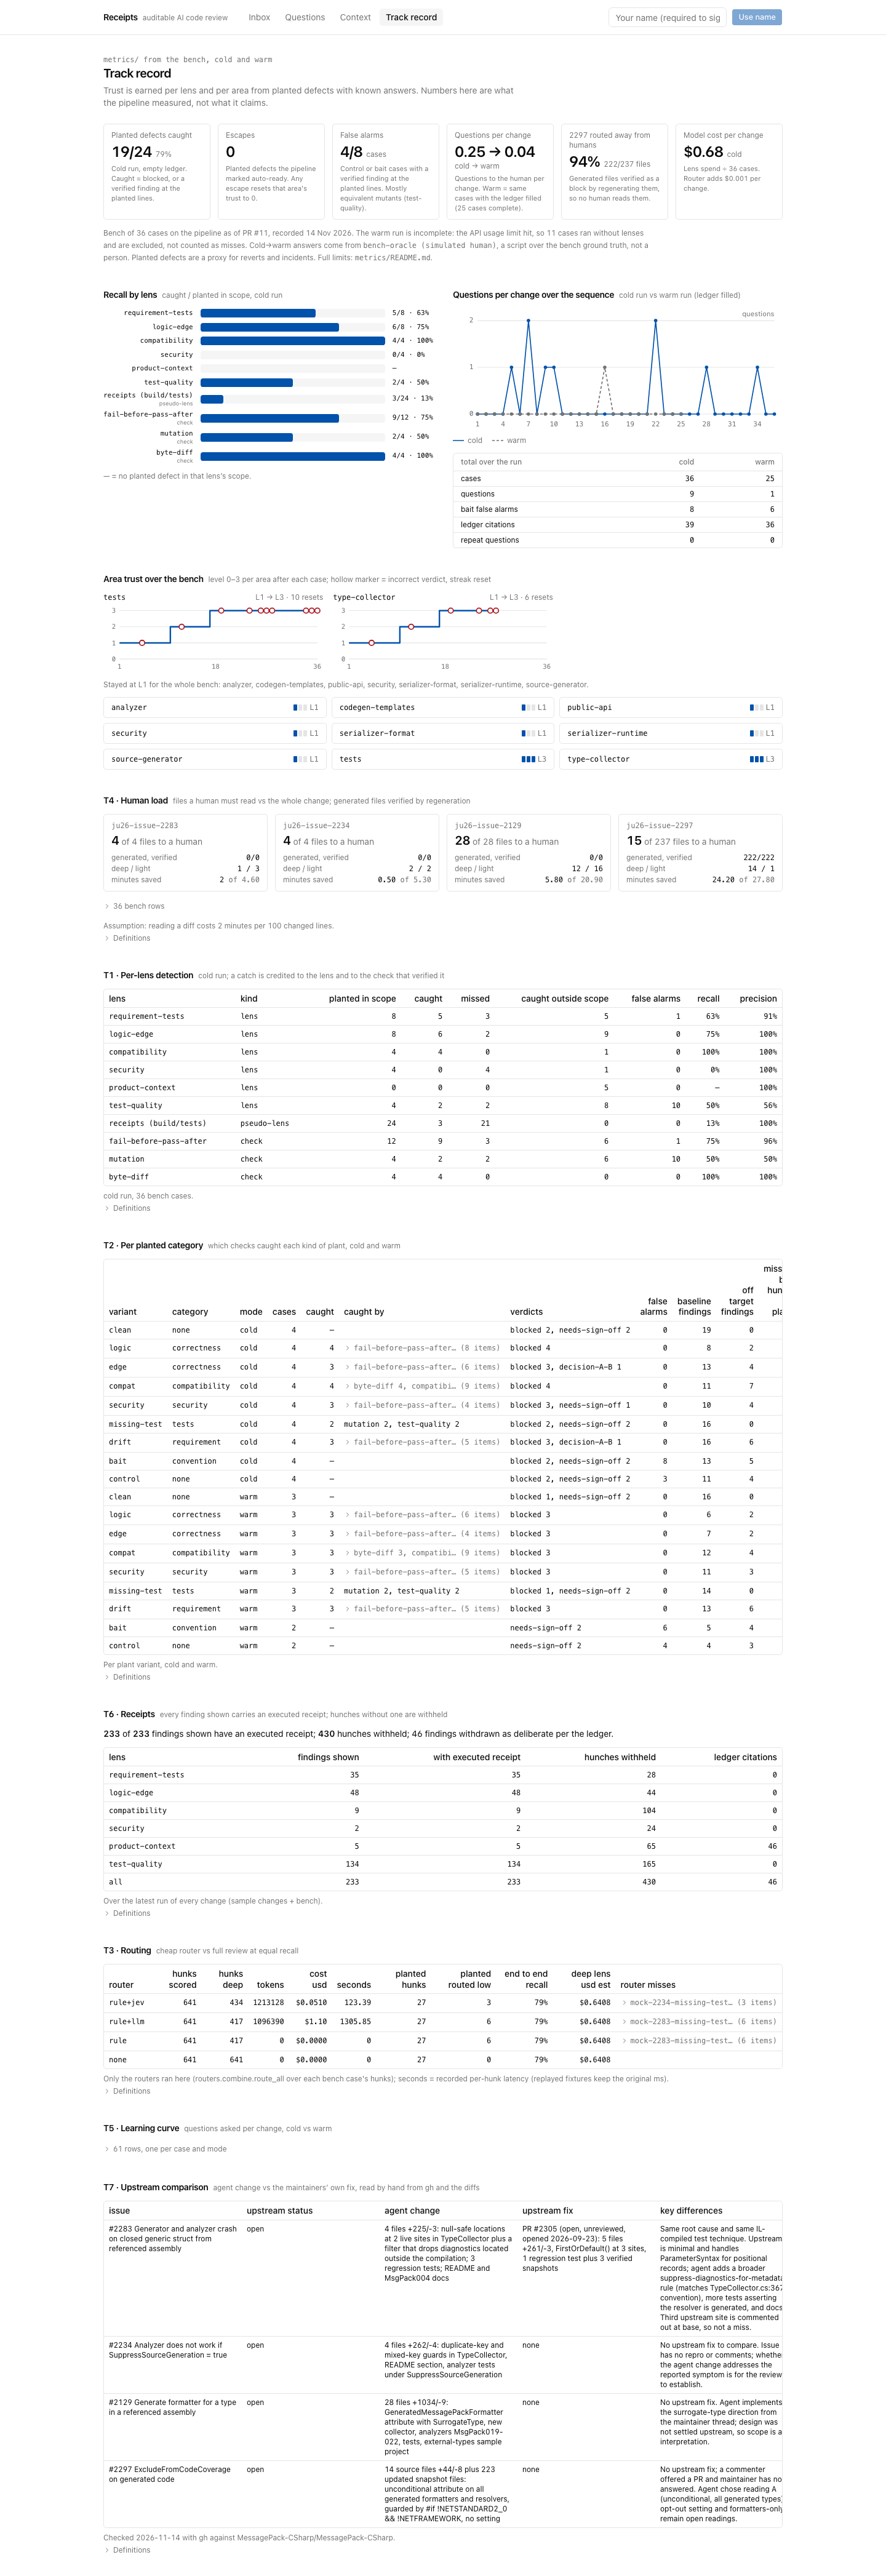 Receipts auditable AI code review Inbox Questions Context Track record Your name (required to sig Use name
metrics/ from the bench, cold and warm
Track record
Trust is earned per lens and per area from planted defects with known answers. Numbers here are what
the pipeline measured, not what it claims.
Planted defects caught
19/24 79%
Cold run, empty ledger.
Caught = blocked, or a
verified finding at the
planted lines.
Escapes
0
Planted defects the pipeline
marked auto-ready. Any
escape resets that area's
trust to 0.
False alarms
4/8 cases
Control or bait cases with a
verified finding at the
planted lines. Mostly
equivalent mutants (test-
quality).
Questions per change
0.25 → 0.04
cold → warm
Questions to the human per
change. Warm = same
cases with the ledger filled
(25 cases complete).
2297 routed away from
humans
94% 222/237 files
Generated files verified as a
block by regenerating them,
so no human reads them.
Model cost per change
$0.68 cold
Lens spend ÷ 36 cases.
Router adds $0.001 per
change.
Bench of 36 cases on the pipeline as of PR #11, recorded 14 Nov 2026. The warm run is incomplete: the API usage limit hit, so 11 cases ran without lenses
and are excluded, not counted as misses. Cold→warm answers come from bench-oracle (simulated human), a script over the bench ground truth, not a
person. Planted defects are a proxy for reverts and incidents. Full limits: metrics/README.md.
Recall by lens caught / planted in scope, cold run
requirement-tests 5/8 · 63%
logic-edge 6/8 · 75%
compatibility 4/4 · 100%
security 0/4 · 0%
product-context —
test-quality 2/4 · 50%
receipts (build/tests) 3/24 · 13%
pseudo-lens
fail-before-pass-after 9/12 · 75%
check
mutation 2/4 · 50%
check
byte-diff 4/4 · 100%
check
— = no planted defect in that lens's scope.
Questions per change over the sequence cold run vs warm run (ledger filled)
questions
2
1
0
1 4 7 10 13 16 19 22 25 28 31 34
cold warm
total over the run cold warm
cases 36 25
questions 9 1
bait false alarms 8 6
ledger citations 39 36
repeat questions 0 0
Area trust over the bench level 0–3 per area after each case; hollow marker = incorrect verdict, streak reset
tests L1 → L3 · 10 resets
3
2
1
0
1 18 36
type-collector L1 → L3 · 6 resets
3
2
1
0
1 18 36
Stayed at L1 for the whole bench: analyzer, codegen-templates, public-api, security, serializer-format, serializer-runtime, source-generator.
analyzer L1 codegen-templates L1 public-api L1
security L1 serializer-format L1 serializer-runtime L1
source-generator L1 tests L3 type-collector L3
T4 · Human load files a human must read vs the whole change; generated files verified by regeneration
ju26-issue-2283
4 of 4 files to a human
generated, verified 0/0
deep / light 1 / 3
minutes saved 2 of 4.60
ju26-issue-2234
4 of 4 files to a human
generated, verified 0/0
deep / light 2 / 2
minutes saved 0.50 of 5.30
ju26-issue-2129
28 of 28 files to a human
generated, verified 0/0
deep / light 12 / 16
minutes saved 5.80 of 20.90
ju26-issue-2297
15 of 237 files to a human
generated, verified 222/222
deep / light 14 / 1
minutes saved 24.20 of 27.80
36 bench rows
Assumption: reading a diff costs 2 minutes per 100 changed lines.
Definitions
T1 · Per-lens detection cold run; a catch is credited to the lens and to the check that verified it
lens kind planted in scope caught missed caught outside scope false alarms recall precision
requirement-tests lens 8 5 3 5 1 63% 91%
logic-edge lens 8 6 2 9 0 75% 100%
compatibility lens 4 4 0 1 0 100% 100%
security lens 4 0 4 1 0 0% 100%
product-context lens 0 0 0 5 0 — 100%
test-quality lens 4 2 2 8 10 50% 56%
receipts (build/tests) pseudo-lens 24 3 21 0 0 13% 100%
fail-before-pass-after check 12 9 3 6 1 75% 96%
mutation check 4 2 2 6 10 50% 50%
byte-diff check 4 4 0 0 0 100% 100%
cold run, 36 bench cases.
Definitions
T2 · Per planted category which checks caught each kind of plant, cold and warm
variant category mode cases caught caught by verdicts false alarms baseline findings off target findings
clean none cold 4 — blocked 2, needs-sign-off 2 0 19 0
logic correctness cold 4 4 fail-before-pass-after… (8 items) blocked 4 0 8 2
edge correctness cold 4 3 fail-before-pass-after… (6 items) blocked 3, decision-A-B 1 0 13 4
compat compatibility cold 4 4 byte-diff 4, compatibi… (9 items) blocked 4 0 11 7
security security cold 4 3 fail-before-pass-after… (4 items) blocked 3, needs-sign-off 1 0 10 4
missing-test tests cold 4 2 mutation 2, test-quality 2 blocked 2, needs-sign-off 2 0 16 0
drift requirement cold 4 3 fail-before-pass-after… (5 items) blocked 3, decision-A-B 1 0 16 6
bait convention cold 4 — blocked 2, needs-sign-off 2 8 13 5
control none cold 4 — blocked 2, needs-sign-off 2 3 11 4
clean none warm 3 — blocked 1, needs-sign-off 2 0 16 0
logic correctness warm 3 3 fail-before-pass-after… (6 items) blocked 3 0 6 2
edge correctness warm 3 3 fail-before-pass-after… (4 items) blocked 3 0 7 2
compat compatibility warm 3 3 byte-diff 3, compatibi… (9 items) blocked 3 0 12 4
security security warm 3 3 fail-before-pass-after… (5 items) blocked 3 0 11 3
missing-test tests warm 3 2 mutation 2, test-quality 2 blocked 1, needs-sign-off 2 0 14 0
drift requirement warm 3 3 fail-before-pass-after… (5 items) blocked 3 0 13 6
bait convention warm 2 — needs-sign-off 2 6 5 4
control none warm 2 — needs-sign-off 2 4 4 3
Per plant variant, cold and warm.
Definitions
T6 · Receipts every finding shown carries an executed receipt; hunches without one are withheld
233 of 233 findings shown have an executed receipt; 430 hunches withheld; 46 findings withdrawn as deliberate per the ledger.
lens findings shown with executed receipt hunches withheld ledger citations
requirement-tests 35 35 28 0
logic-edge 48 48 44 0
compatibility 9 9 104 0
security 2 2 24 0
product-context 5 5 65 46
test-quality 134 134 165 0
all 233 233 430 46
Over the latest run of every change (sample changes + bench).
Definitions
T3 · Routing cheap router vs full review at equal recall
router hunks scored hunks deep tokens cost usd seconds planted hunks planted routed low end to end recall deep lens usd est router misses
rule+jev 641 434 1213128 $0.0510 123.39 27 3 79% $0.6408 mock-2234-missing-test… (3 items)
rule+llm 641 417 1096390 $1.10 1305.85 27 6 79% $0.6408 mock-2283-missing-test… (6 items)
rule 641 417 0 $0.0000 0 27 6 79% $0.6408 mock-2283-missing-test… (6 items)
none 641 641 0 $0.0000 0 27 0 79% $0.6408
Only the routers ran here (routers.combine.route_all over each bench case's hunks); seconds = recorded per-hunk latency (replayed fixtures keep the original ms).
Definitions
T5 · Learning curve questions asked per change, cold vs warm
61 rows, one per case and mode
T7 · Upstream comparison agent change vs the maintainers' own fix, read by hand from gh and the diffs
issue upstream status agent change upstream fix key differences
#2283 Generator and analyzer crash
on closed generic struct from
referenced assembly
open
4 files +225/-3: null-safe locations
at 2 live sites in TypeCollector plus a
filter that drops diagnostics located
outside the compilation; 3
regression tests; README and
MsgPack004 docs
PR #2305 (open, unreviewed,
opened 2026-09-23): 5 files
+261/-3, FirstOrDefault() at 3 sites,
1 regression test plus 3 verified
snapshots
Same root cause and same IL-
compiled test technique. Upstream
is minimal and handles
ParameterSyntax for positional
records; agent adds a broader
suppress-diagnostics-for-metadata
rule (matches TypeCollector.cs:367
convention), more tests asserting
the resolver is generated, and docs
Third upstream site is commented
out at base, so not a miss.
#2234 Analyzer does not work if
SuppressSourceGeneration = true
open
4 files +262/-4: duplicate-key and
mixed-key guards in TypeCollector,
README section, analyzer tests
under SuppressSourceGeneration
none
No upstream fix to compare. Issue
has no repro or comments; whether
the agent change addresses the
reported symptom is for the review
to establish.
#2129 Generate formatter for a type
in a referenced assembly
open
28 files +1034/-9:
GeneratedMessagePackFormatter
attribute with SurrogateType, new
collector, analyzers MsgPack019-
022, tests, external-types sample
project
none
No upstream fix. Agent implements
the surrogate-type direction from
the maintainer thread; design was
not settled upstream, so scope is a
interpretation.
#2297 ExcludeFromCodeCoverage
on generated code
open
14 source files +44/-8 plus 223
updated snapshot files:
unconditional attribute on all
generated formatters and resolvers,
guarded by #if !NETSTANDARD2_0
&& !NETFRAMEWORK, no setting
none
No upstream fix; a commenter
offered a PR and maintainer has no
answered. Agent chose reading A
(unconditional, all generated types)
opt-out setting and formatters-only
remain open readings.
Checked 2026-11-14 with gh against MessagePack-CSharp/MessagePack-CSharp.
Definitions